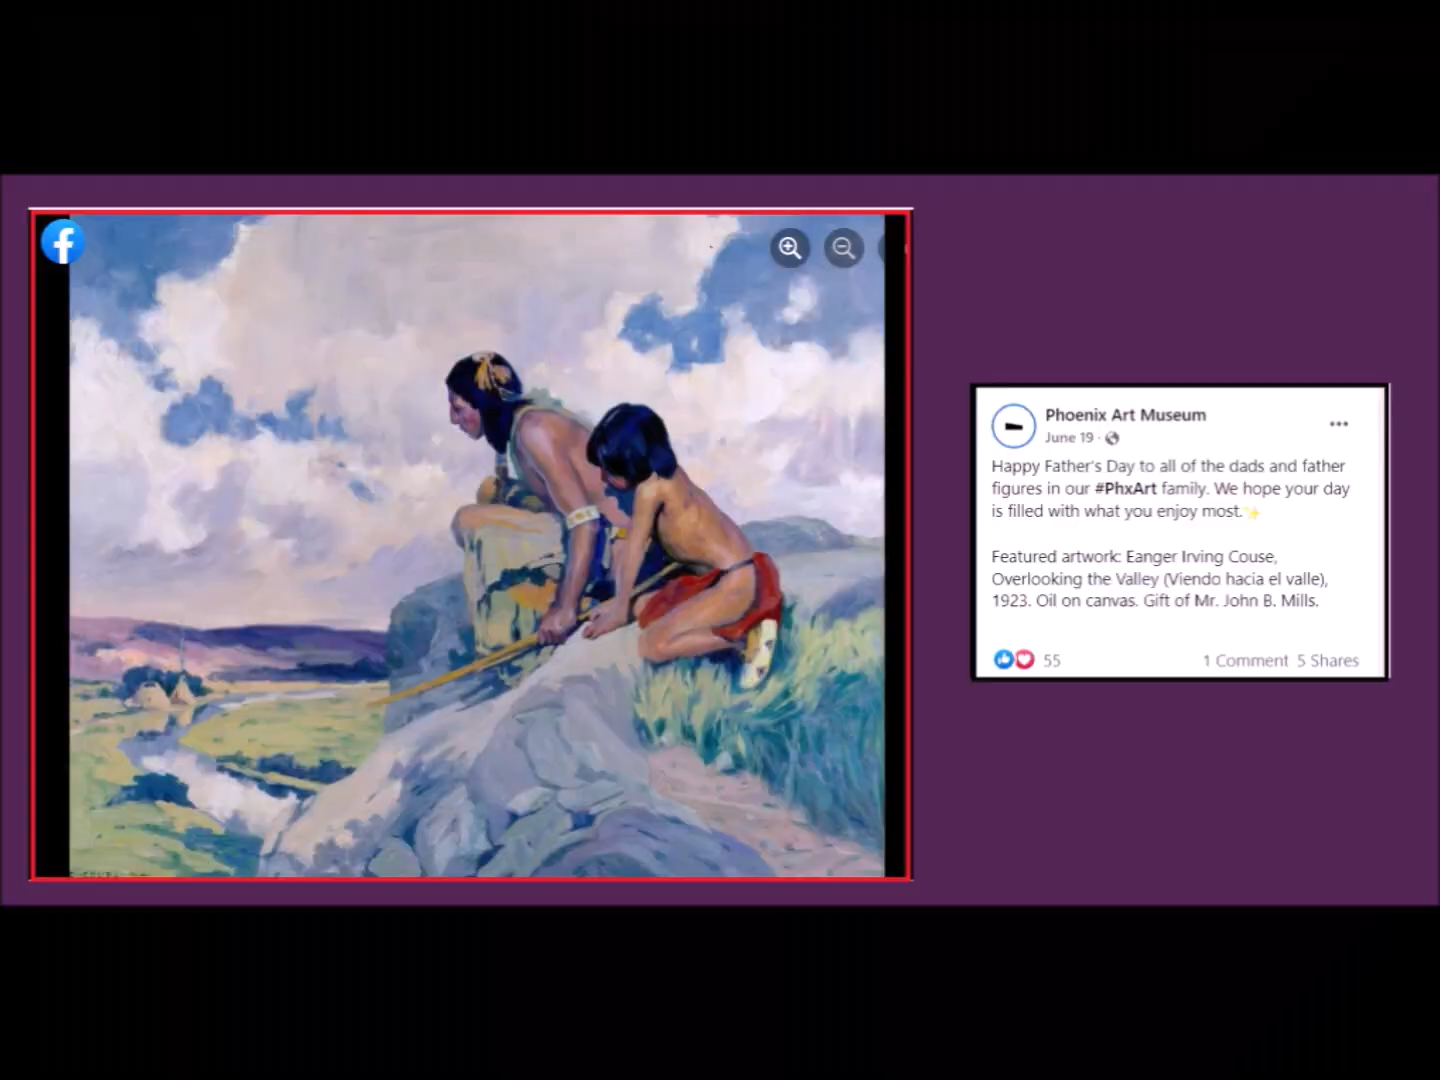 f
Phoenix Art Museum
June 19 ·
Happy Father's Day to all of the dads and father
figures in our #PhxArt family. We hope your day
is filled with what you enjoy most.✨
Featured artwork: Eanger Irving Couse,
Overlooking the Valley (Viendo hacia el valle),
1923. Oil on canvas. Gift of Mr. John B. Mills.
55
1 Comment 5 Shares